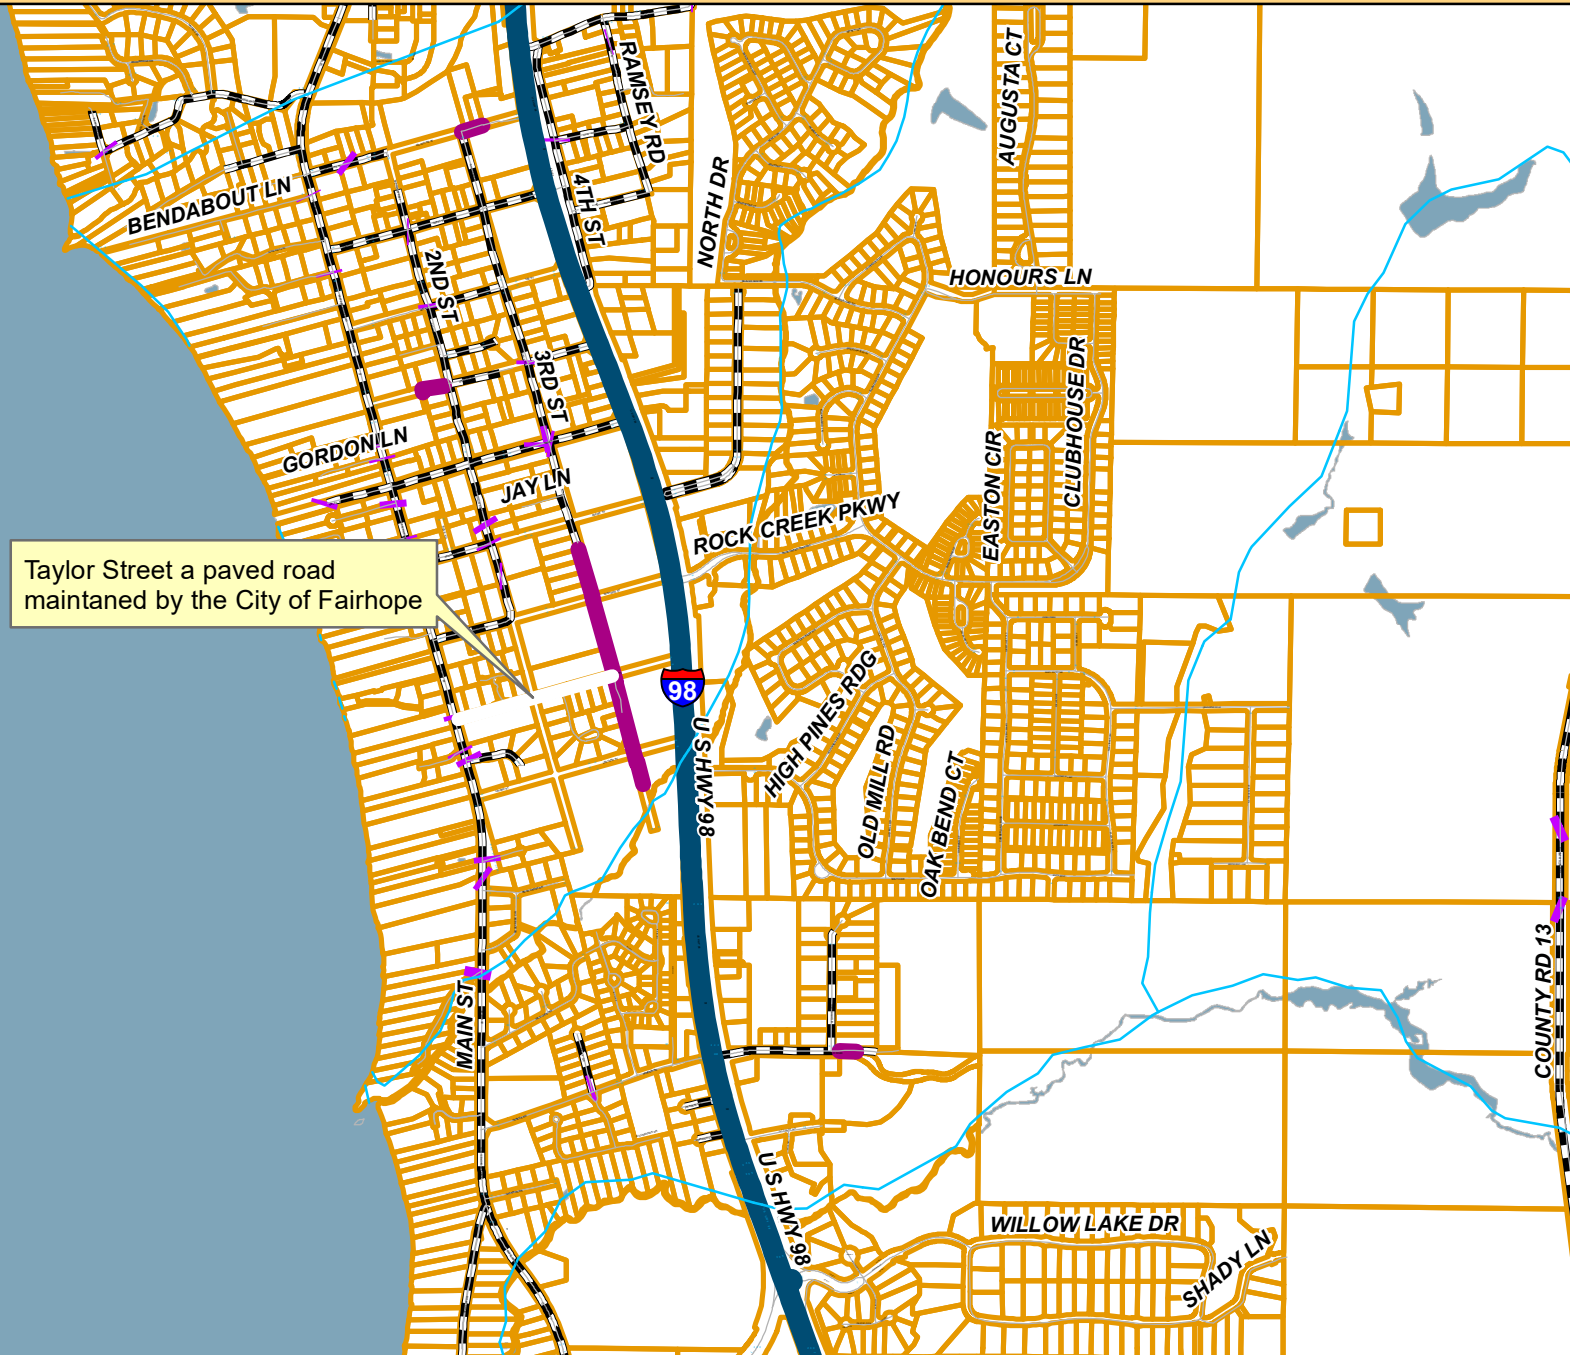 RAMSEY RD
AUGUSTA CT
4TH ST
NORTH DR
BENDABOUT LN
2ND ST
HONOURS LN
3RD ST
CLUBHOUSE DR
GORDON LN
JAY LN
EASTON CIR
ROCK CREEK PKWY
Taylor Street a paved road
maintaned by the City of Fairhope
98
U S HWY 98
HIGH PINES RDG
OLD MILL RD
OAK BEND CT
MAIN ST
COUNTY RD 13
U S HWY 98
WILLOW LAKE DR
SHADY LN